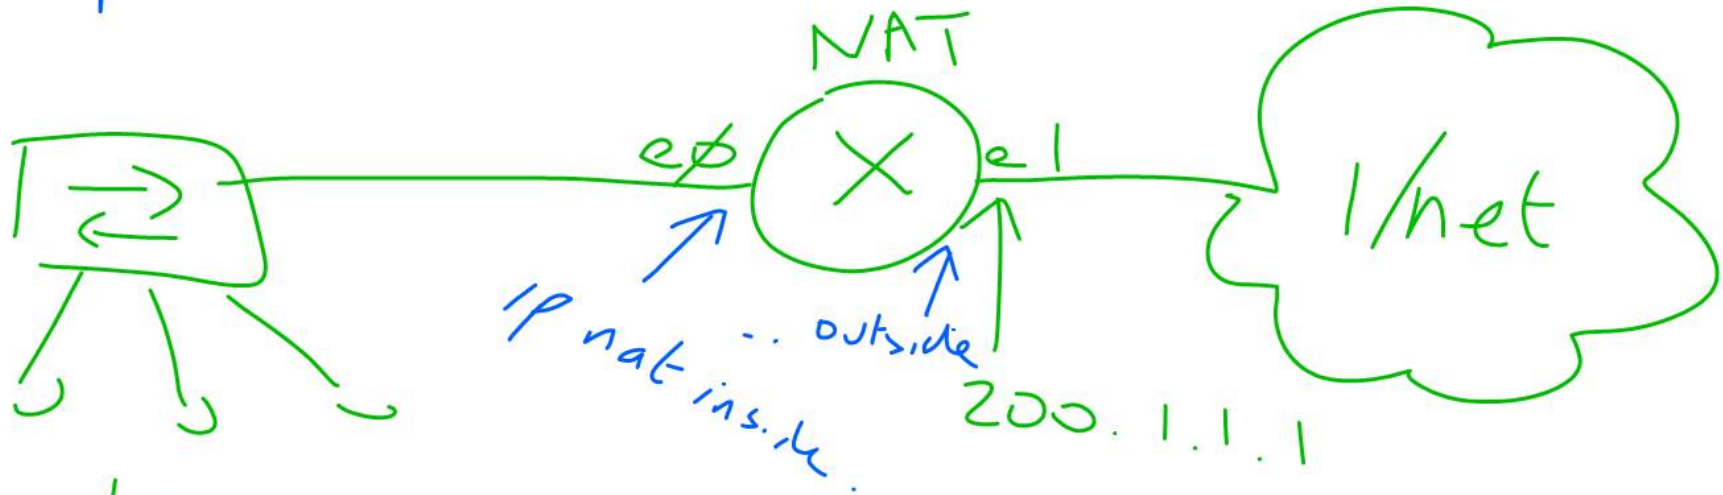 NAT
e0
e1
I/net
ip nat inside.
.. outside
200.1.1.1